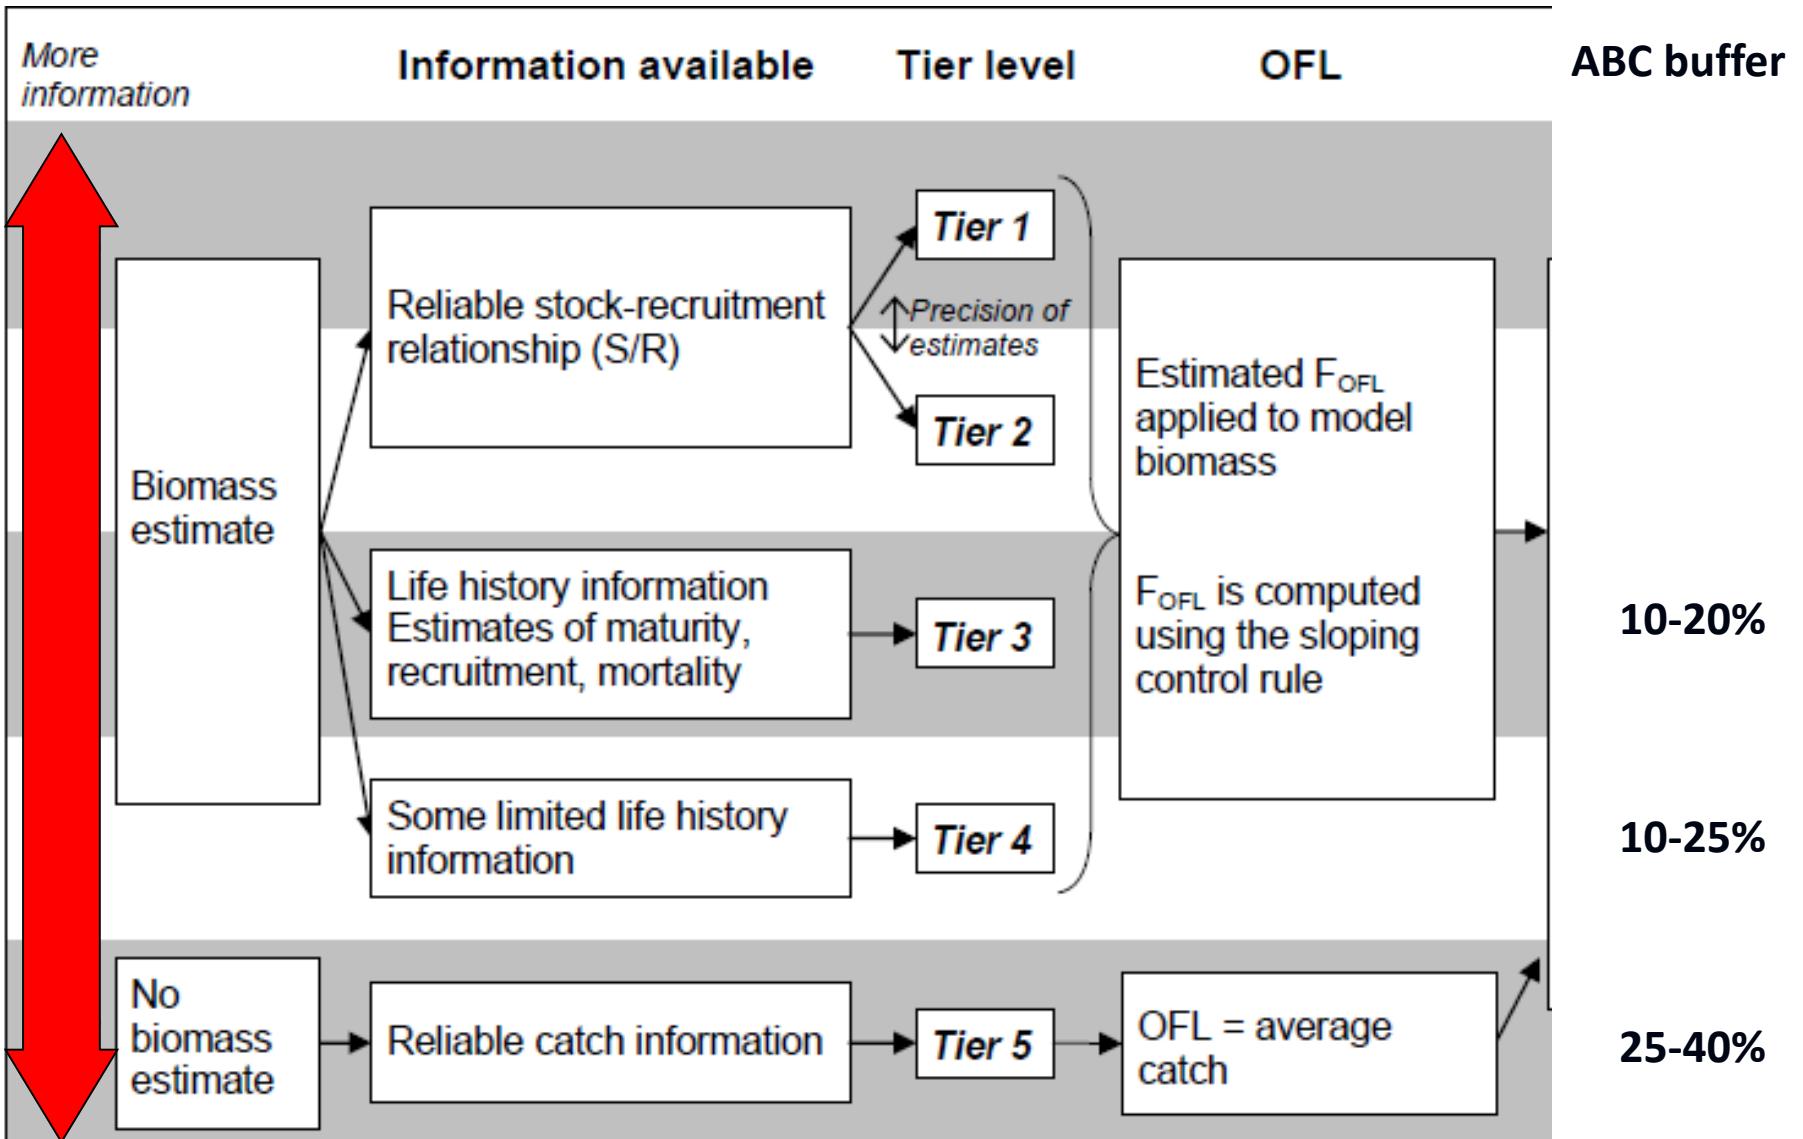 More
information
Information available
Tier level
OFL
ABC buffer
Biomass
estimate
Reliable stock-recruitment
relationship (S/R)
Tier 1
Precision of
estimates
Tier 2
Estimated FOFL
applied to model
biomass
FOFL is computed
using the sloping
control rule
Life history information
Estimates of maturity,
recruitment, mortality
Tier 3
10-20%
Some limited life history
information
Tier 4
10-25%
No
biomass
estimate
Reliable catch information
Tier 5
OFL = average
catch
25-40%